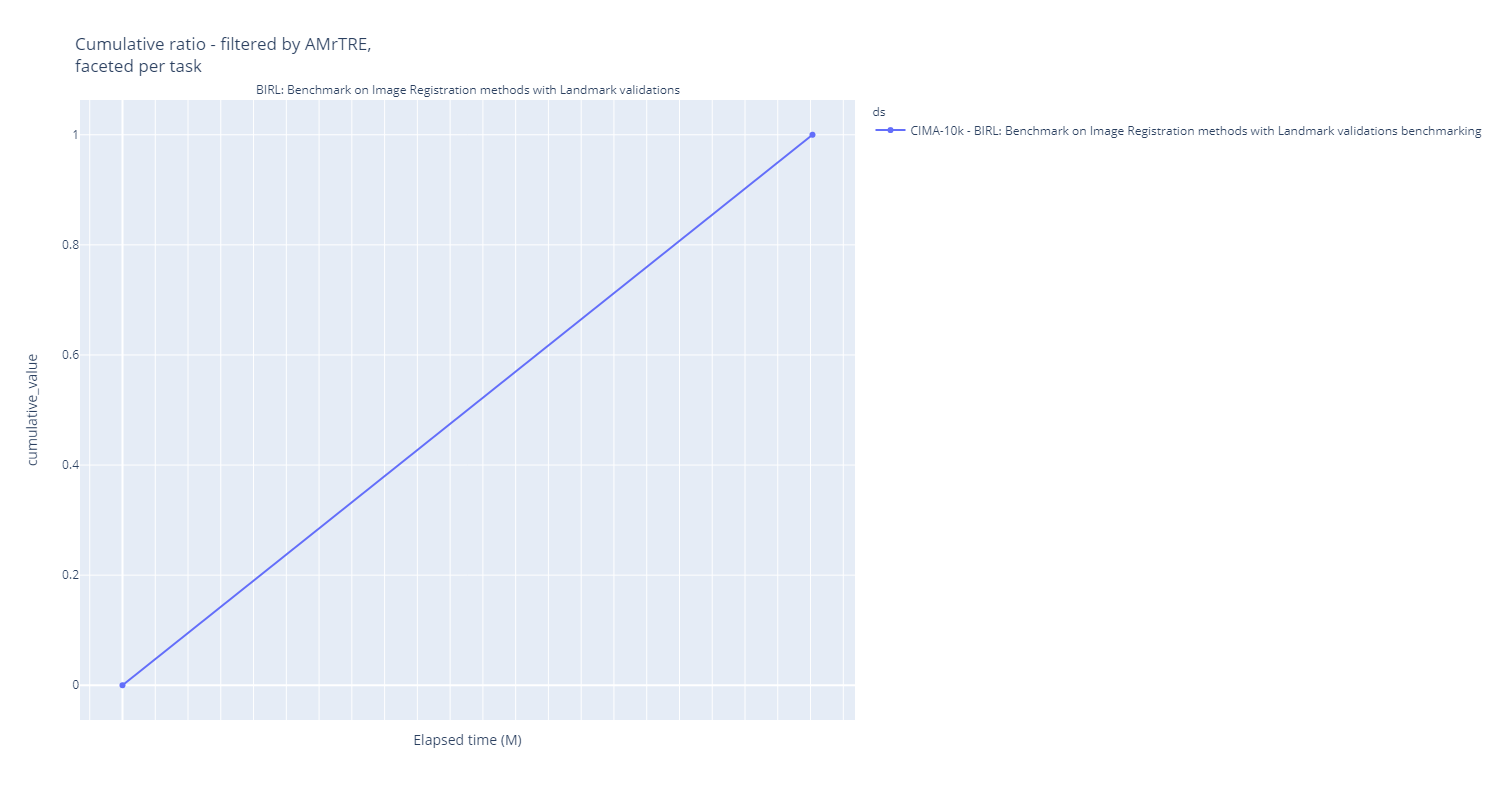 Cumulative ratio - filtered by AMrTRE,
faceted per task
BIRL: Benchmark on Image Registration methods with Landmark validations
ds
CIMA-10k - BIRL: Benchmark on Image Registration methods with Landmark validations benchmarking
1
0.8
0.6
0.4
0.2
0
cumulative_value
Elapsed time (M)